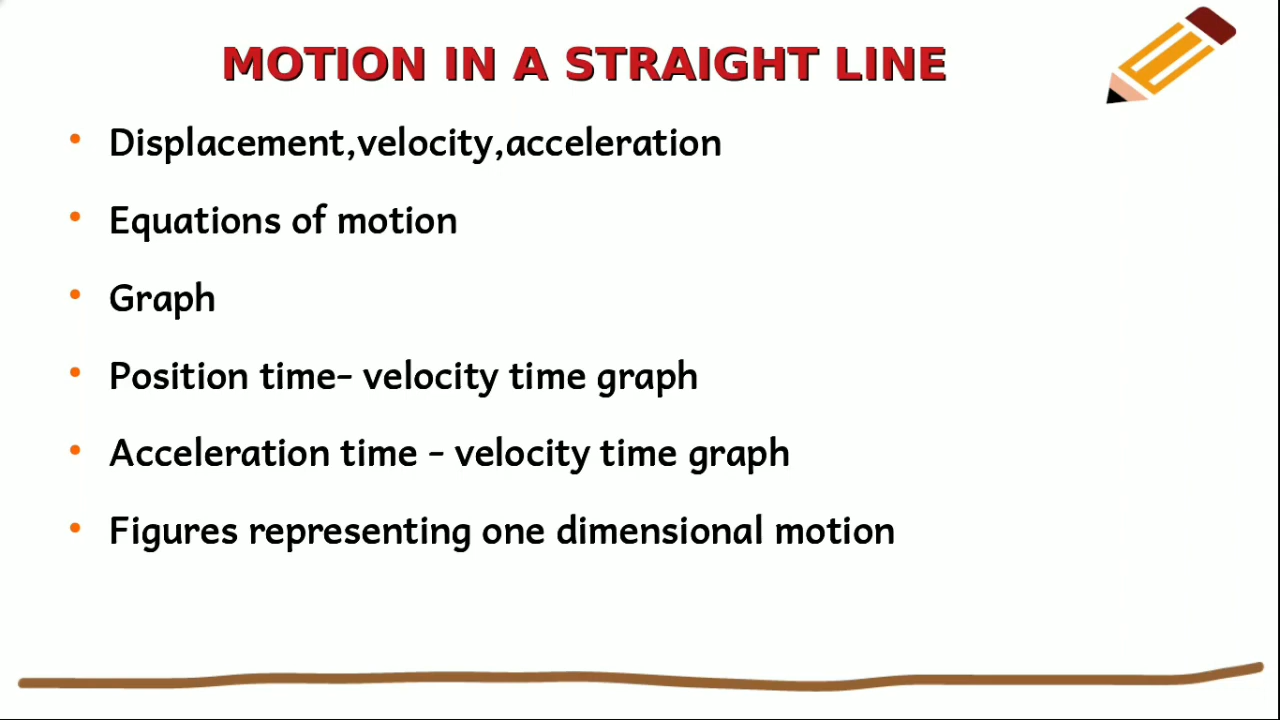 MOTION IN A STRAIGHT LINE
• Displacement,velocity,acceleration
• Equations of motion
• Graph
• Position time- velocity time graph
• Acceleration time - velocity time graph
• Figures representing one dimensional motion